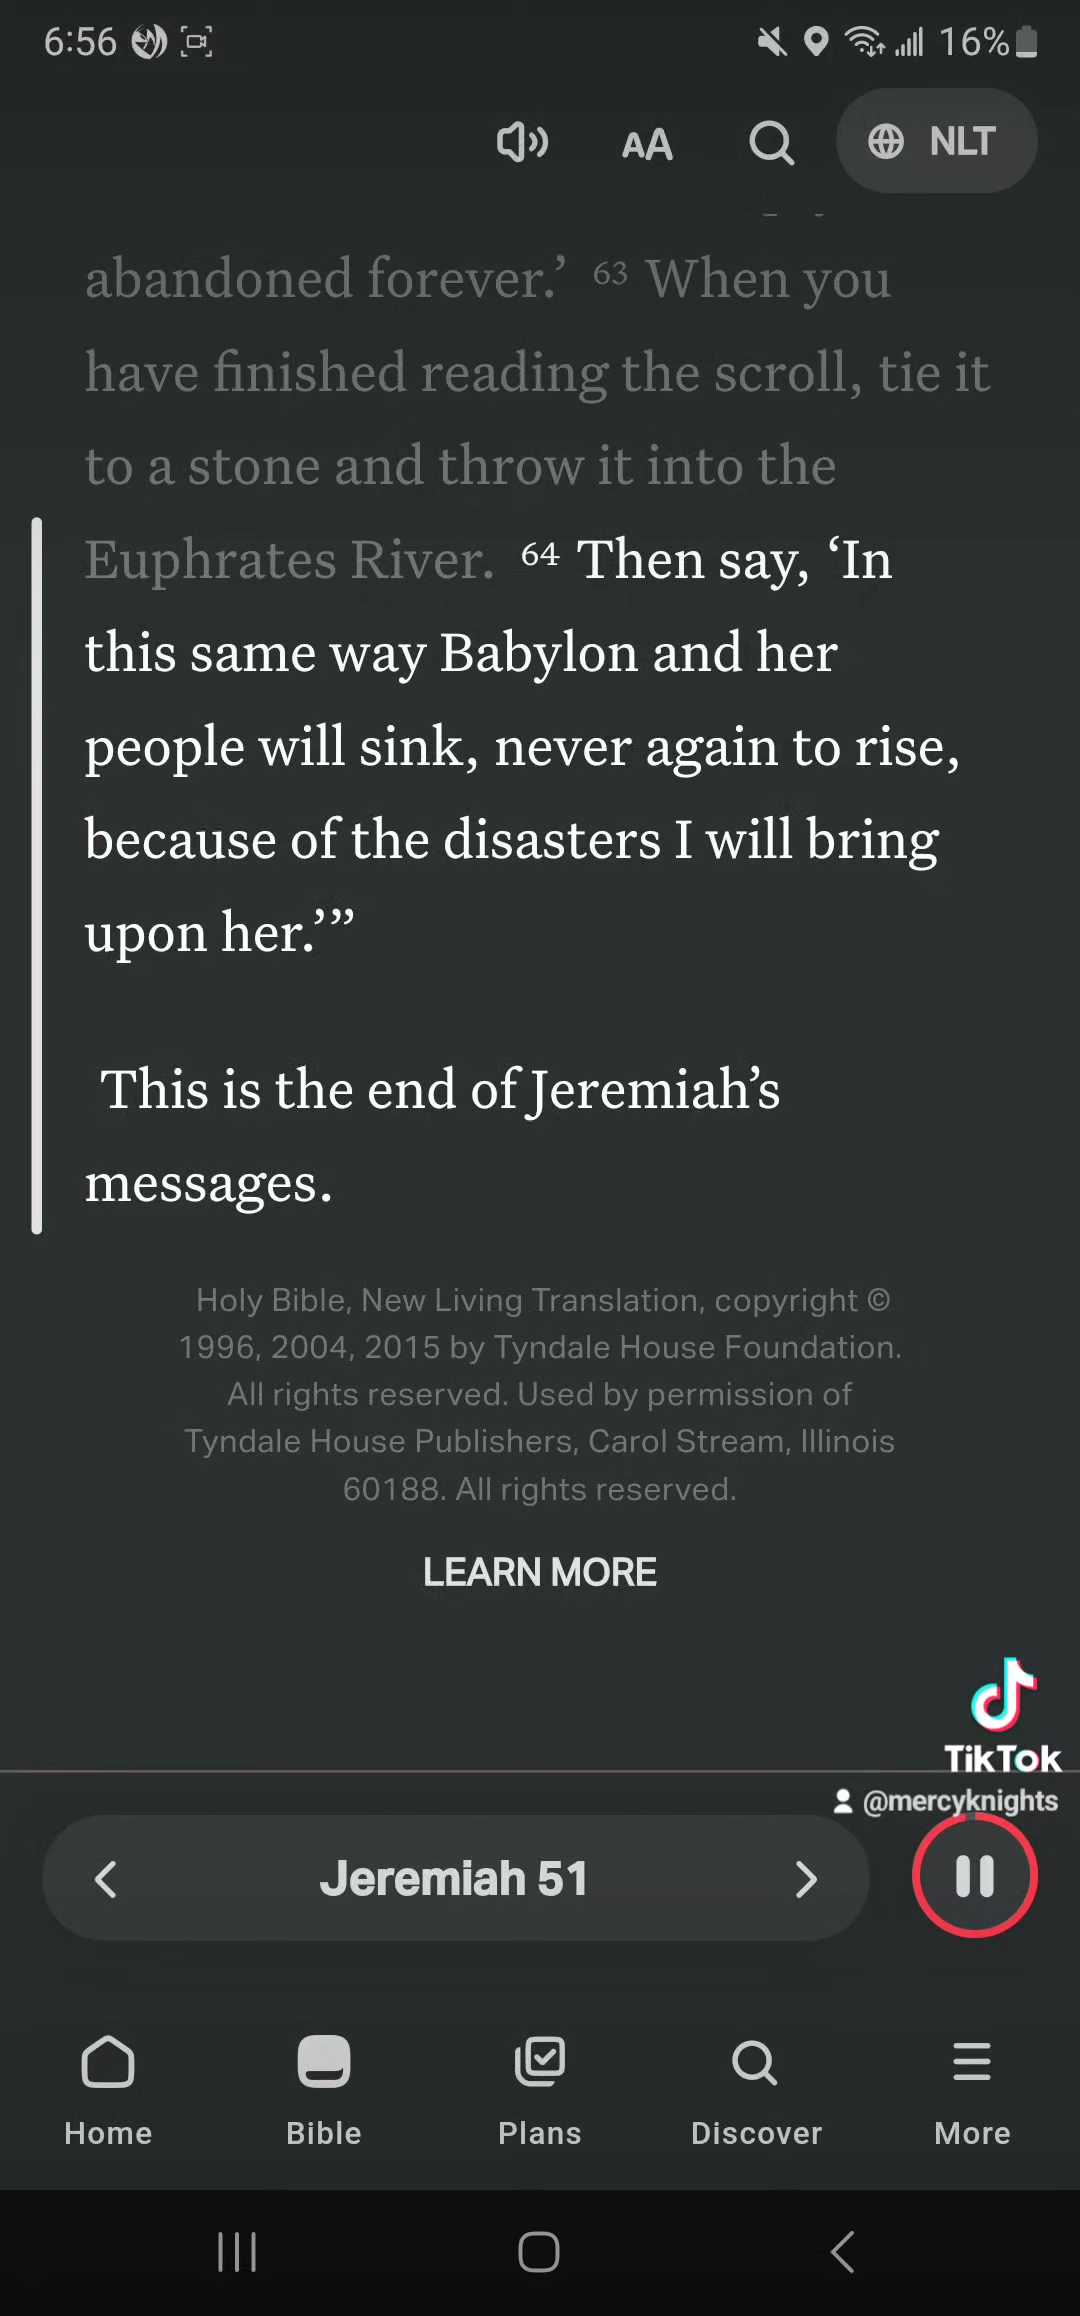 6:56
16%
AA
NLT
abandoned forever.’ 63 When you
have finished reading the scroll, tie it
to a stone and throw it into the
Euphrates River. 64 Then say, ‘In
this same way Babylon and her
people will sink, never again to rise,
because of the disasters I will bring
upon her.’”
This is the end of Jeremiah’s
messages.
Holy Bible, New Living Translation, copyright ©
1996, 2004, 2015 by Tyndale House Foundation.
All rights reserved. Used by permission of
Tyndale House Publishers, Carol Stream, Illinois
60188. All rights reserved.
LEARN MORE
TikTok
@mercyknights
Jeremiah 51
Home
Bible
Plans
Discover
More